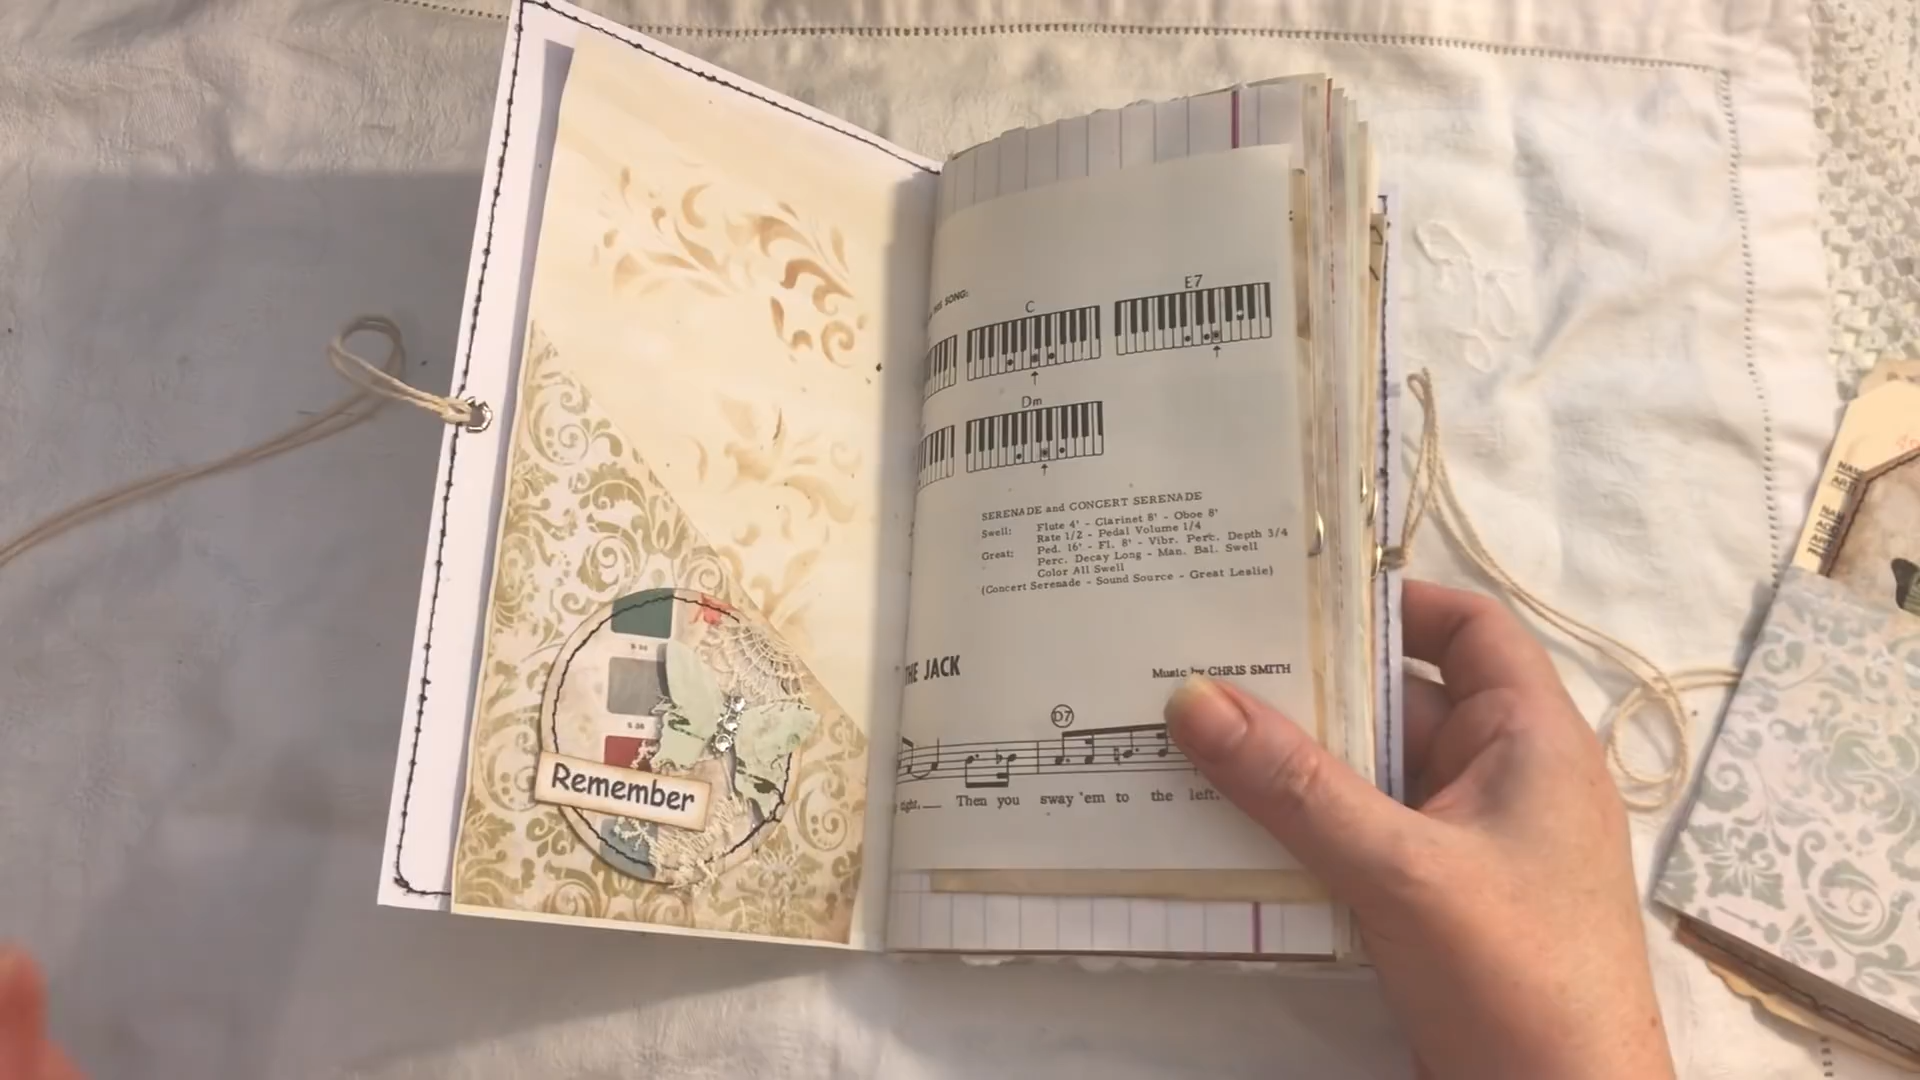 Remember
THIS SONG:
C
E7
Dm
SERENADE and CONCERT SERENADE
Swell: Flute 4' - Clarinet 8' - Oboe 8'
Rate 1/2 - Pedal Volume 1/4
Great: Ped. 16' - Fl. 8' - Vibr. Perc. Depth 3/4
Perc. Decay Long - Man. Bal. Swell
Color All Swell
(Concert Serenade - Sound Source - Great Leslie)
THE JACK
Music by CHRIS SMITH
D7
tight, Then you sway 'em to the left.